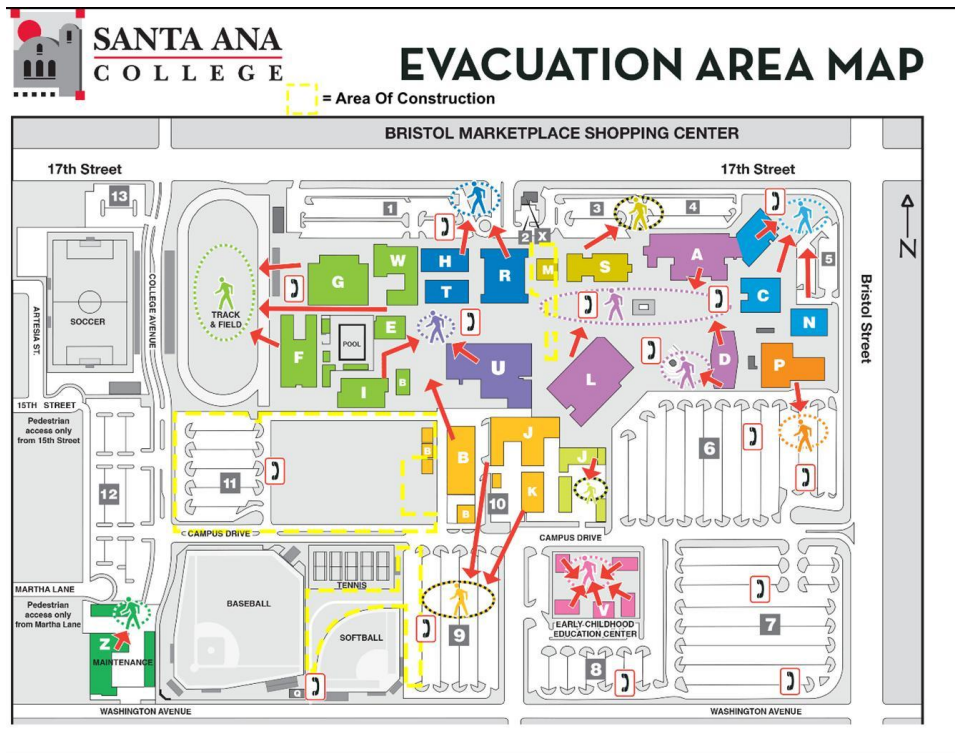 SANTA ANA
COLLEGE
EVACUATION AREA MAP
= Area Of Construction
BRISTOL MARKETPLACE SHOPPING CENTER
17th Street
17th Street
13
1
2
X
3
4
5
N
W
G
H
T
R
M
S
A
C
N
SOCCER
COLLEGE AVENUE
ARTESIA ST.
TRACK
& FIELD
F
POOL
E
I
B
U
L
D
P
Bristol Street
15TH STREET
Pedestrian
access only
from 15th Street
11
12
B
B
B
J
J
K
10
6
CAMPUS DRIVE
CAMPUS DRIVE
MARTHA LANE
Pedestrian
access only
from Martha Lane
Z
MAINTENANCE
BASEBALL
TENNIS
SOFTBALL
Q
9
V
EARLY CHILDHOOD
EDUCATION CENTER
8
7
WASHINGTON AVENUE
WASHINGTON AVENUE